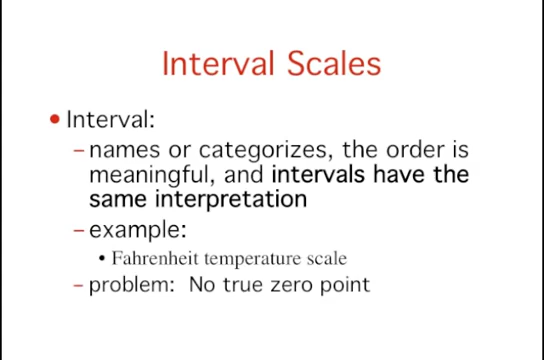 Interval Scales
• Interval:
– names or categorizes, the order is
meaningful, and intervals have the
same interpretation
– example:
• Fahrenheit temperature scale
– problem: No true zero point